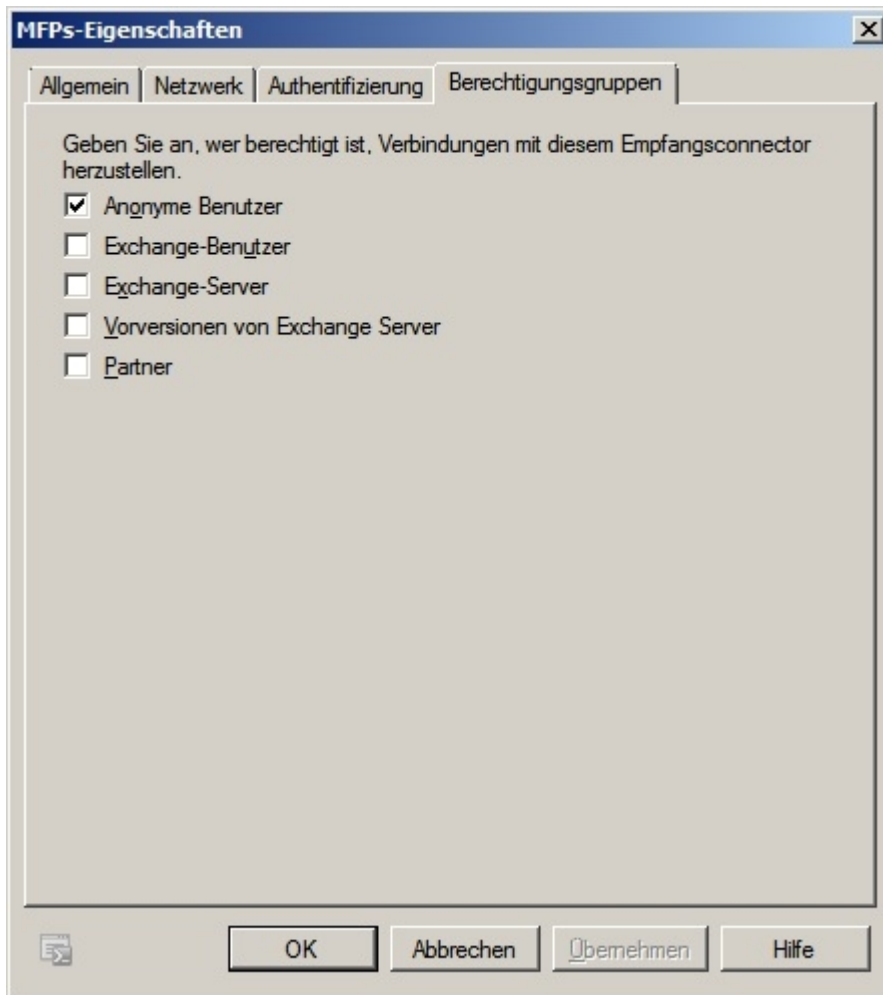 MFPs-Eigenschaften
Allgemein Netzwerk Authentifizierung Berechtigungsgruppen
Geben Sie an, wer berechtigt ist, Verbindungen mit diesem Empfangsconnector
herzustellen.
Anonyme Benutzer
Exchange-Benutzer
Exchange-Server
Vorversionen von Exchange Server
Partner
OK Abbrechen Übernehmen Hilfe